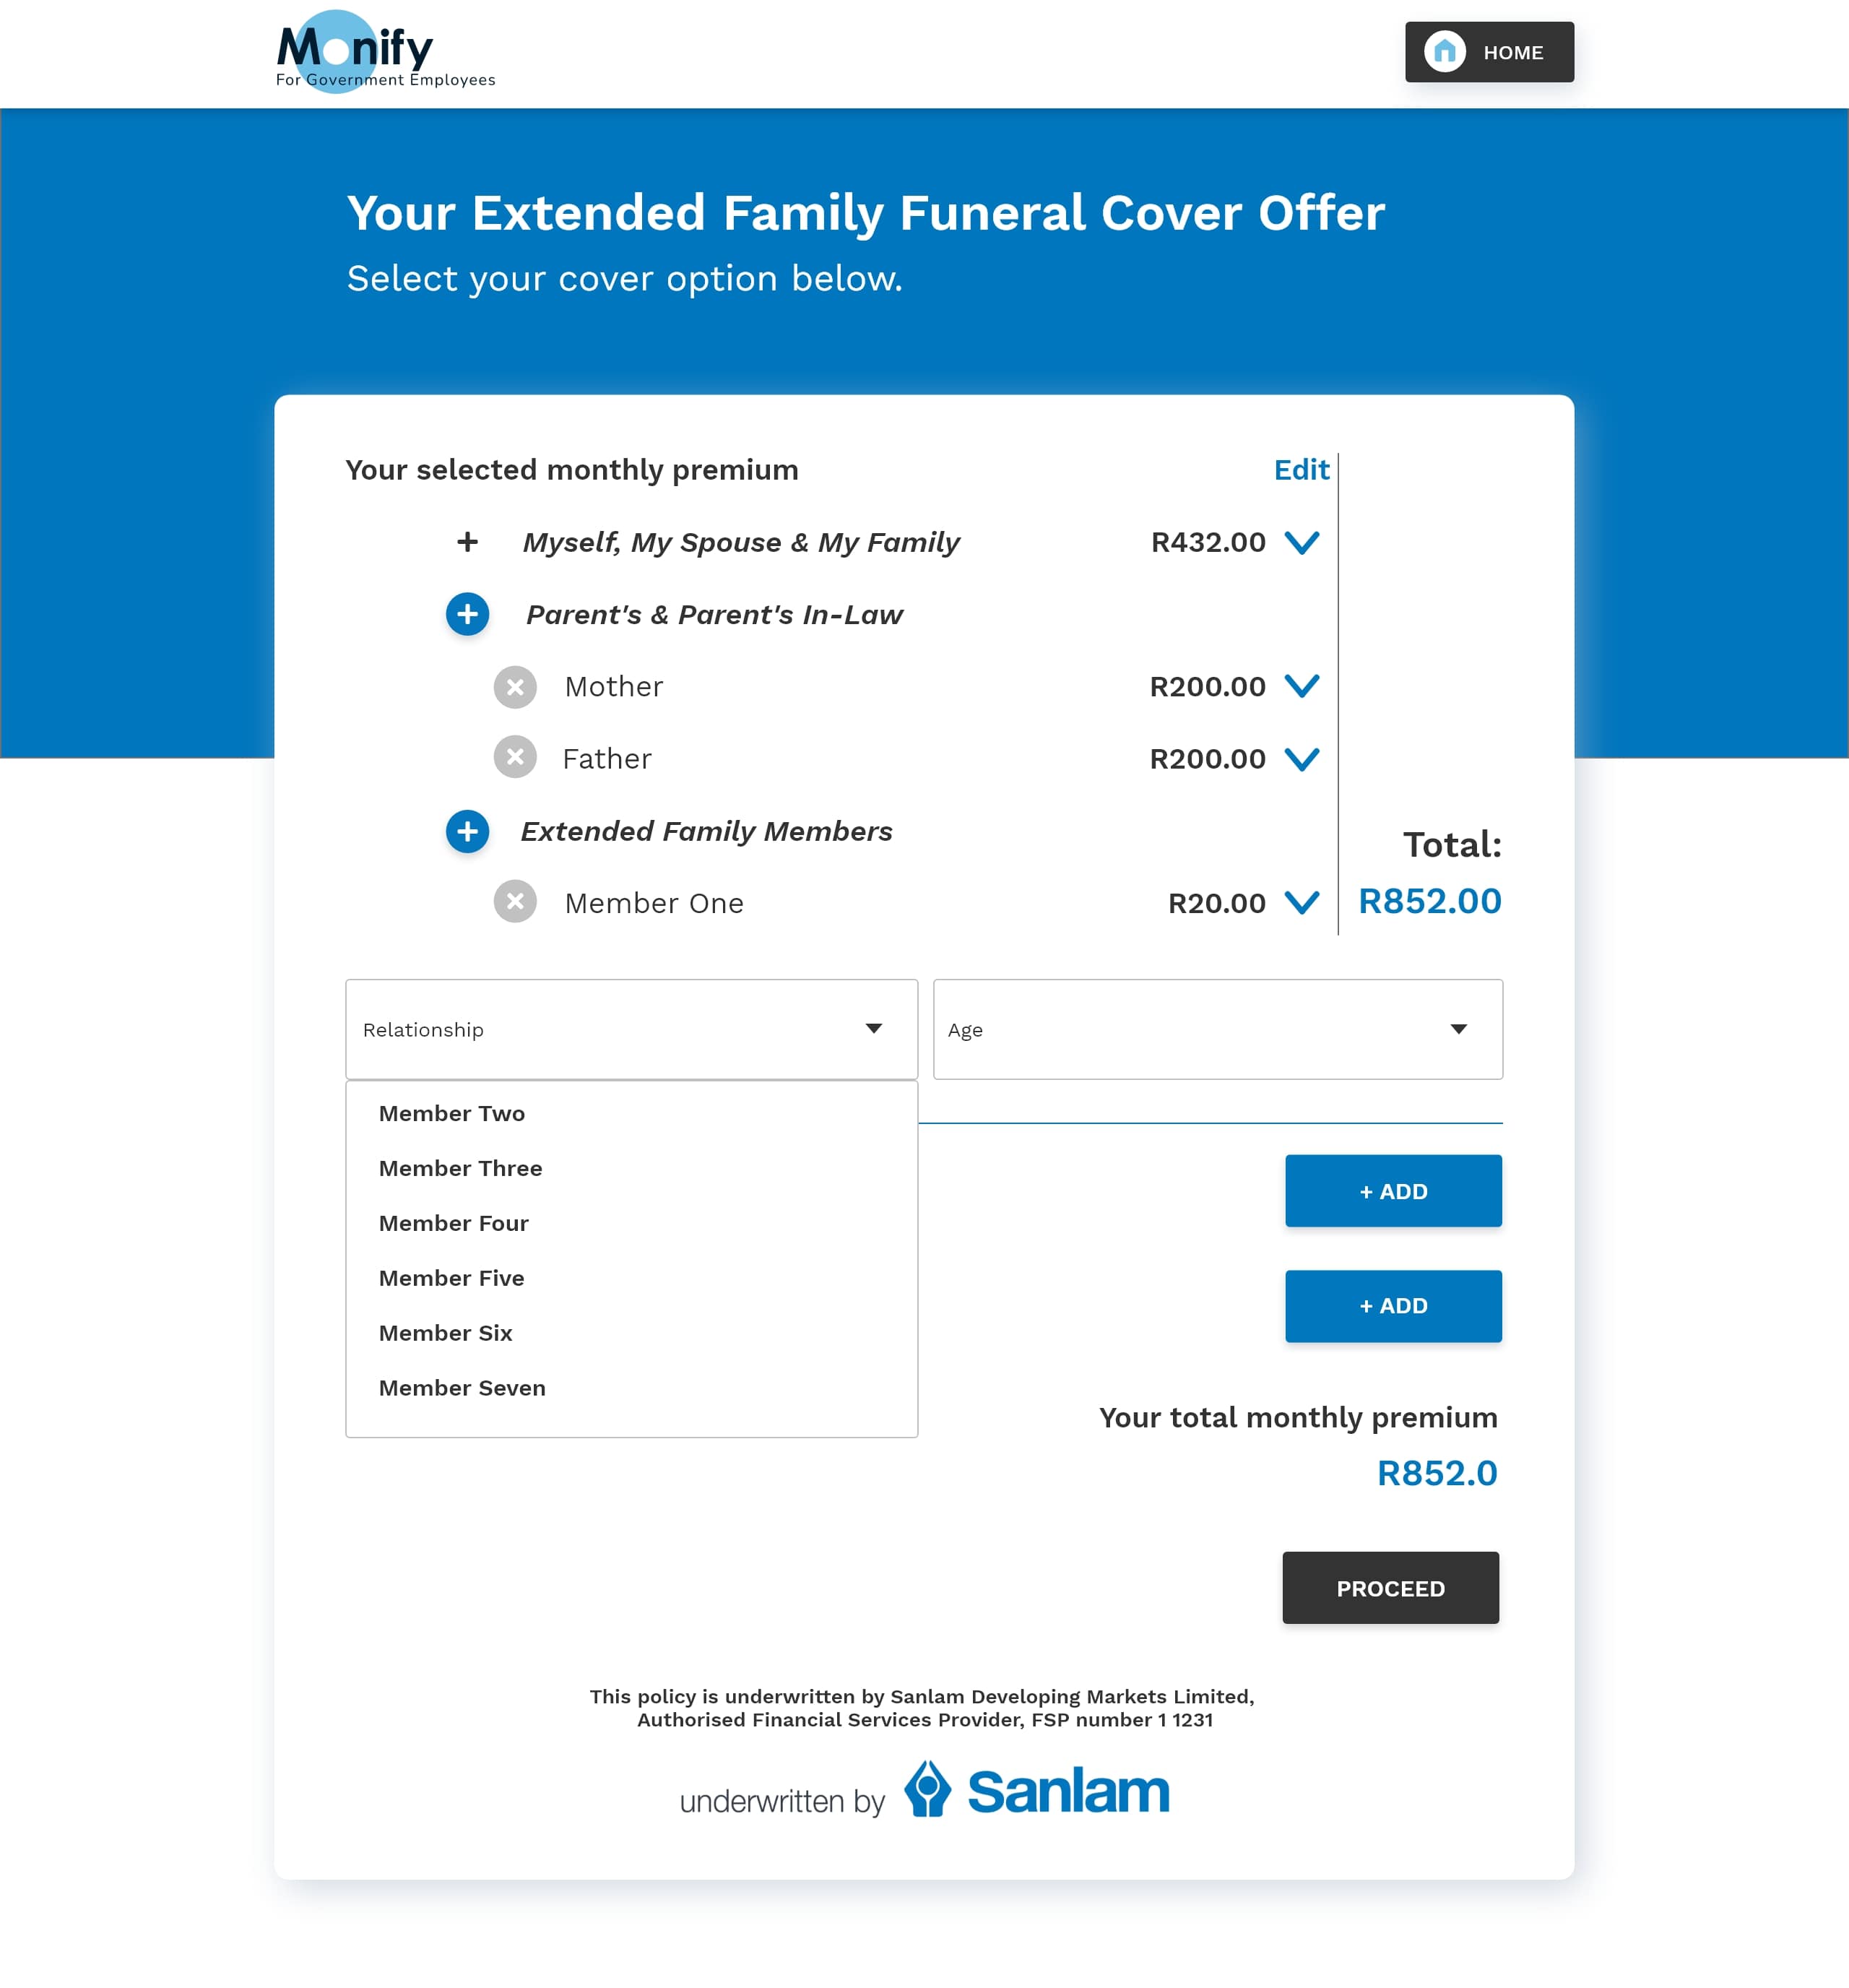 Monify
For Government Employees
HOME
Your Extended Family Funeral Cover Offer
Select your cover option below.
Your selected monthly premium Edit
+ Myself, My Spouse & My Family R432.00
+ Parent's & Parent's In-Law
Mother R200.00
Father R200.00
+ Extended Family Members
Member One R20.00
Total:
R852.00
Relationship
Age
Member Two
Member Three
Member Four
Member Five
Member Six
Member Seven
+ ADD
+ ADD
Your total monthly premium
R852.0
PROCEED
This policy is underwritten by Sanlam Developing Markets Limited,
Authorised Financial Services Provider, FSP number 1 1231
underwritten by Sanlam